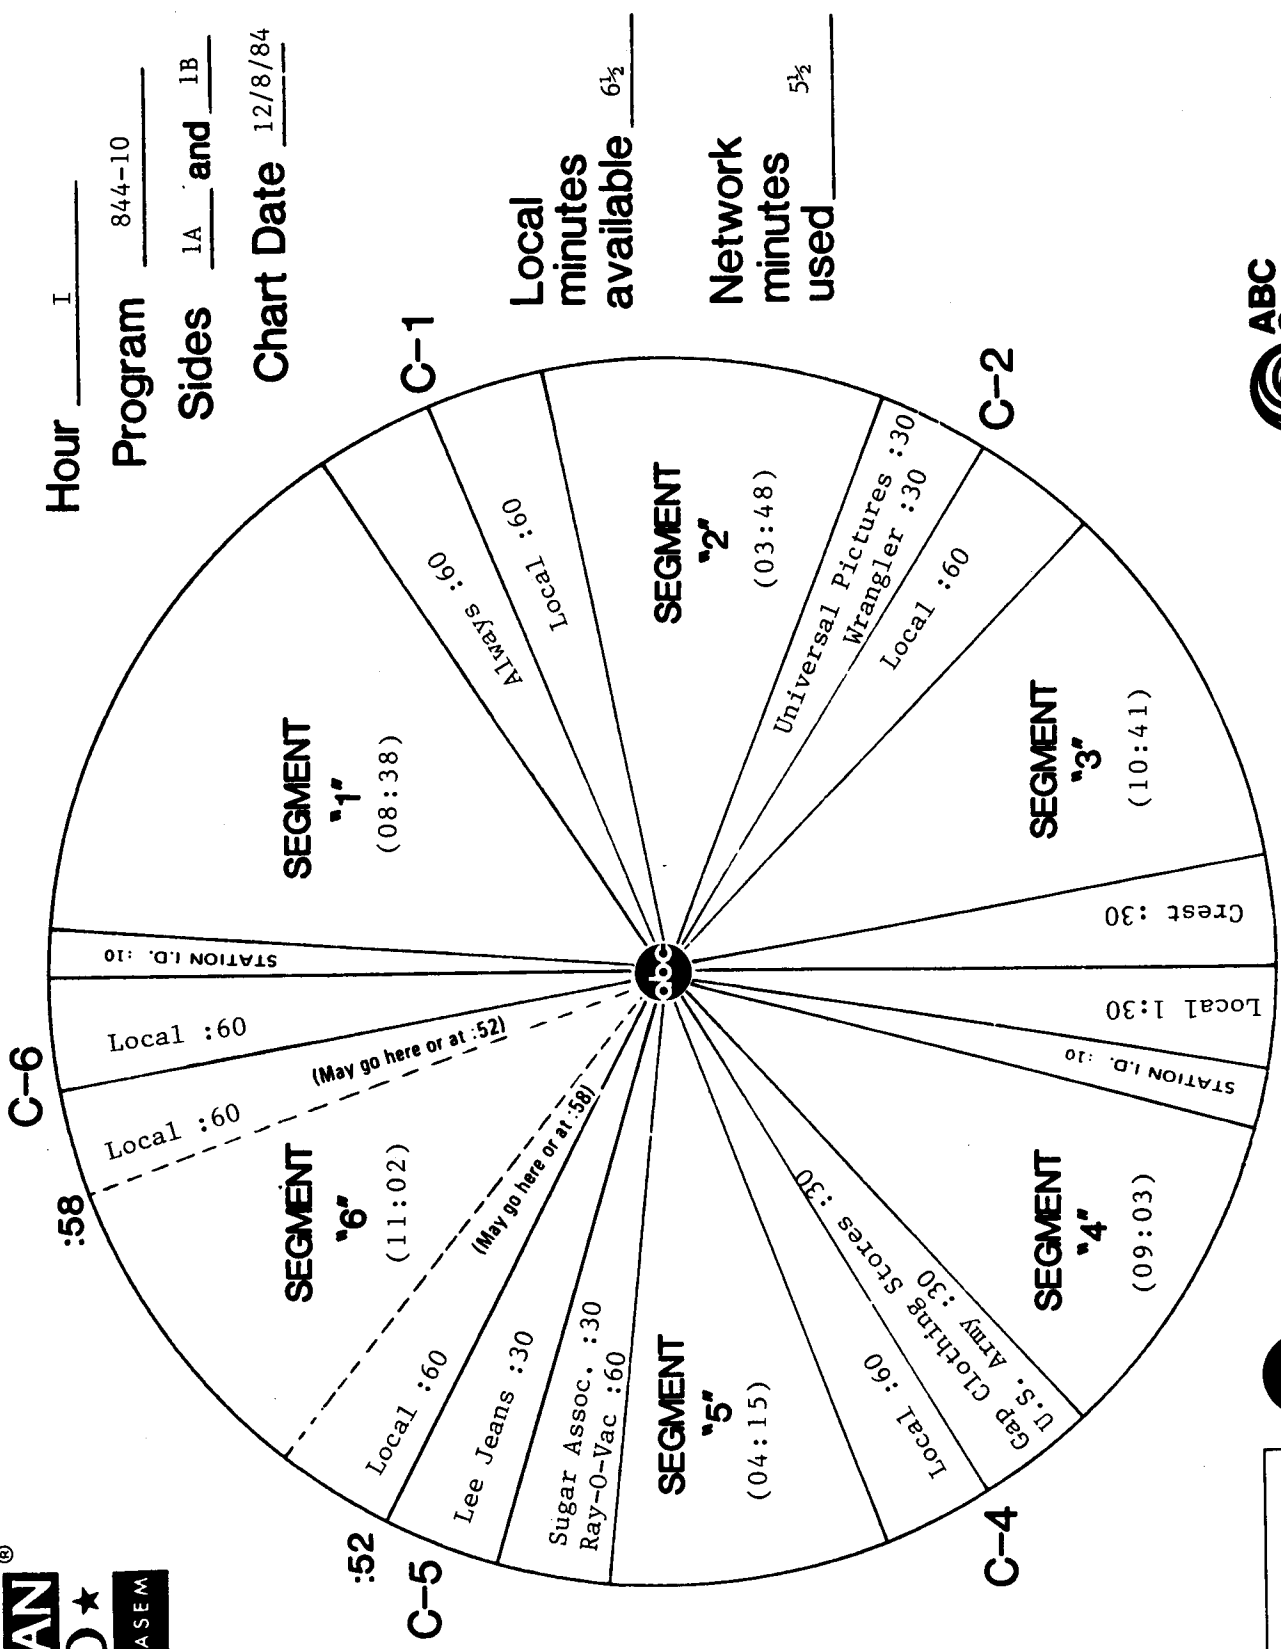 Hour I
Program 844-10
Sides 1A and 1B
Chart Date 12/8/84
Local
minutes
available 6½
Network
minutes
used 5½
SEGMENT
"1"
(08:38)
Always :60
C-1
Local :60
SEGMENT
"2"
(03:48)
Universal Pictures :30
Wrangler :30
C-2
Local :60
SEGMENT
"3"
(10:41)
Crest :30
Local 1:30
STATION I.D. :10
SEGMENT
"4"
(09:03)
U.S. Army :30
Gap Clothing Stores :30
C-4
Local :60
SEGMENT
"5"
(04:15)
Ray-O-Vac :60
Sugar Assoc. :30
Lee Jeans :30
C-5
:52
Local :60
(May go here or at :58)
SEGMENT
"6"
(11:02)
:58
(May go here or at :52)
Local :60
C-6
Local :60
STATION I.D. :10
abc
ABC
AN
®
ASEM